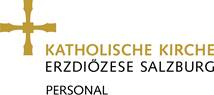 KATHOLISCHE KIRCHE
ERZDIÖZESE SALZBURG
PERSONAL